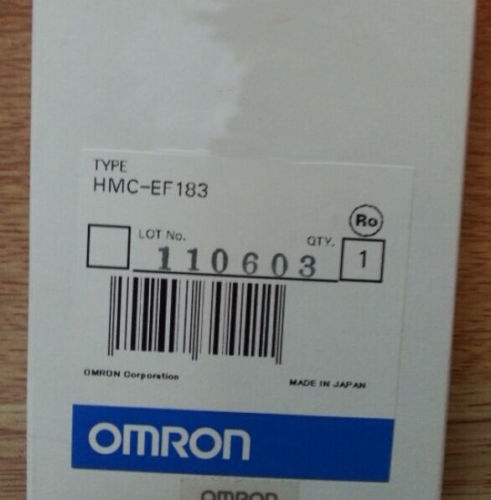 TYPE
HMC-EF183
Ro
LOT No. 110603 QTY. 1
OMRON Corporation
MADE IN JAPAN
OMRON
OMRON